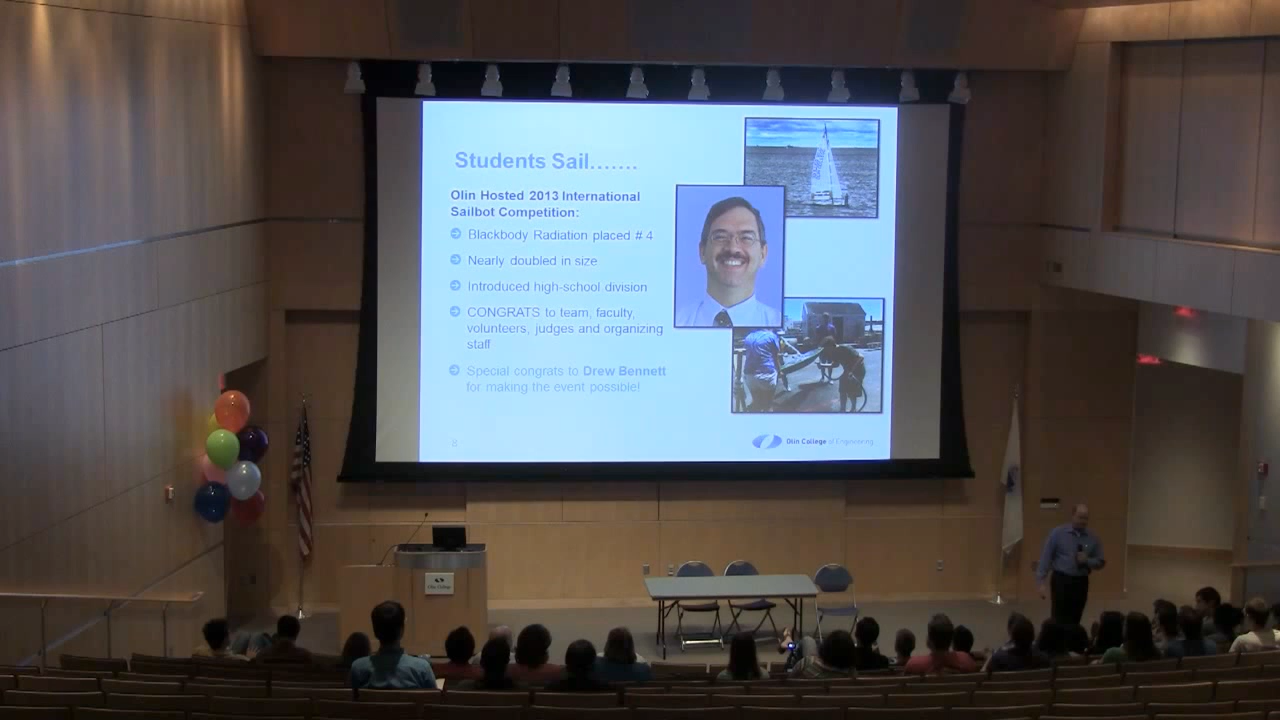 Students Sail.......
Olin Hosted 2013 International
Sailbot Competition:
Blackbody Radiation placed # 4
Nearly doubled in size
Introduced high-school division
CONGRATS to team, faculty,
volunteers, judges and organizing
staff
Special congrats to Drew Bennett
for making the event possible!
8
Olin College of Engineering
Olin College